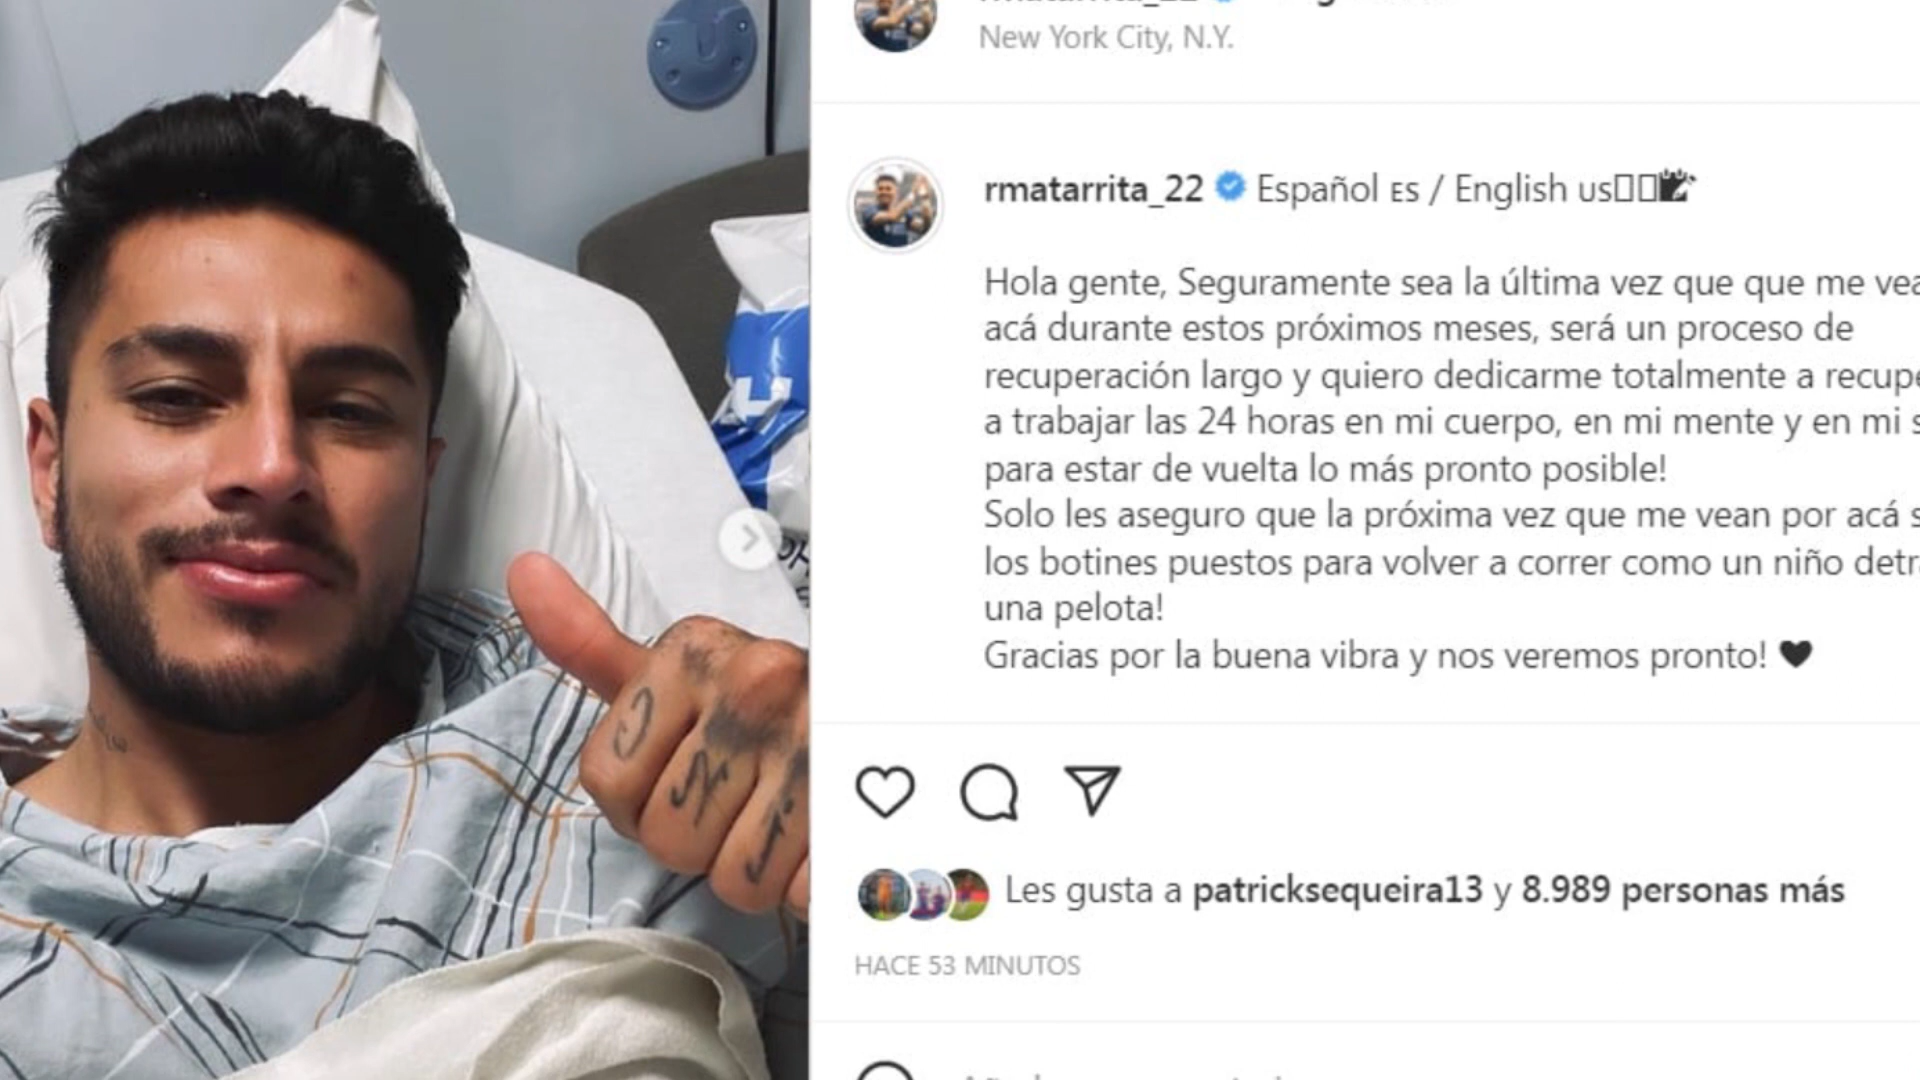 New York City, N.Y.
rmatarrita_22 Español ES / English US
Hola gente, Seguramente sea la última vez que que me vea
acá durante estos próximos meses, será un proceso de
recuperación largo y quiero dedicarme totalmente a recupe
a trabajar las 24 horas en mi cuerpo, en mi mente y en mi s
para estar de vuelta lo más pronto posible!
Solo les aseguro que la próxima vez que me vean por acá s
los botines puestos para volver a correr como un niño detr
una pelota!
Gracias por la buena vibra y nos veremos pronto! 🖤
Les gusta a patricksequeira13 y 8.989 personas más
HACE 53 MINUTOS